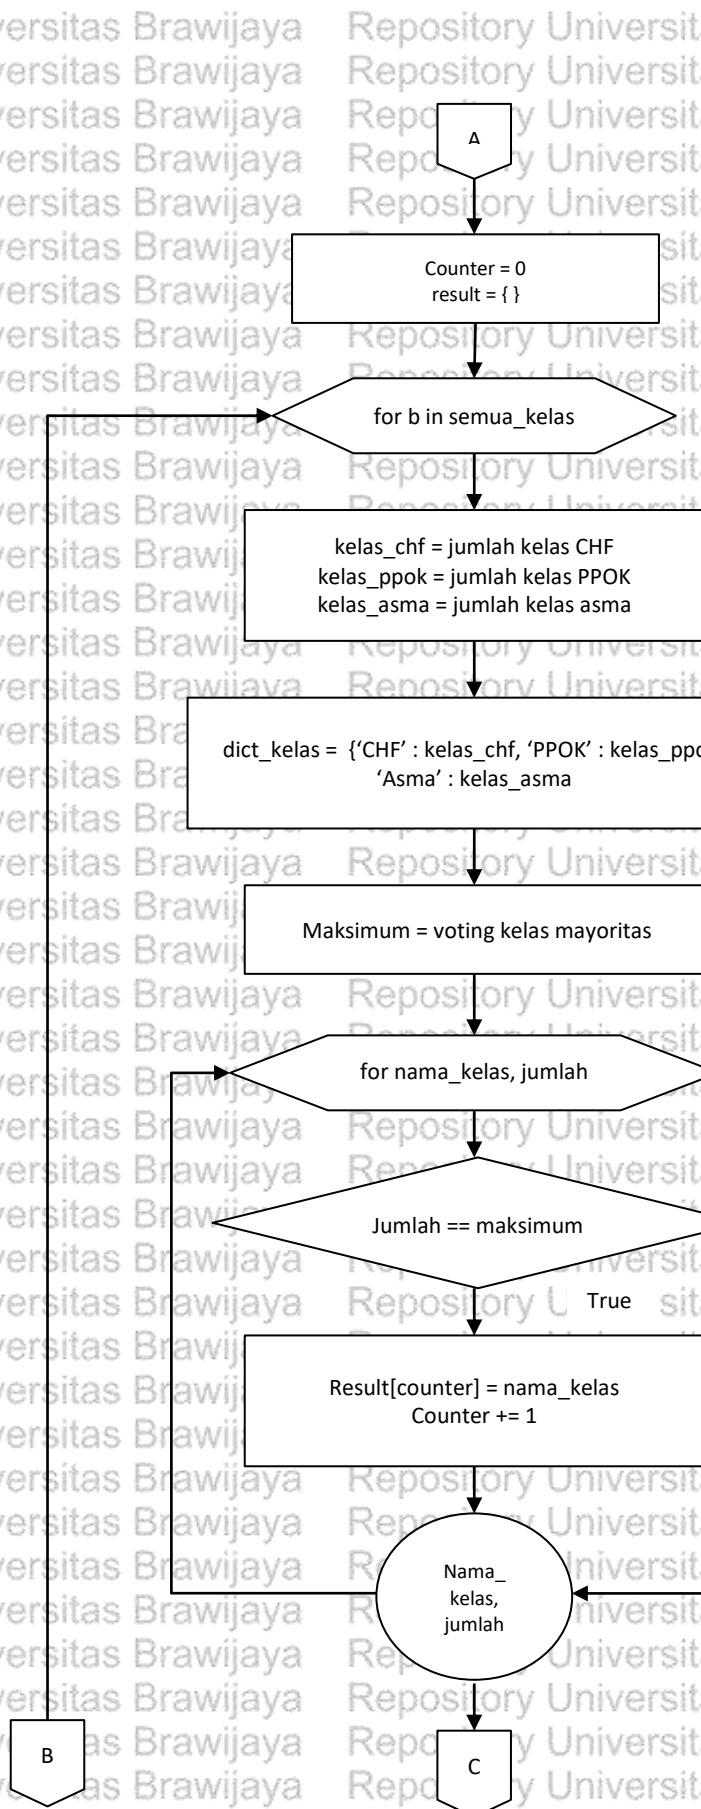 A
Counter = 0
result = { }
for b in semua_kelas
kelas_chf = jumlah kelas CHF
kelas_ppok = jumlah kelas PPOK
kelas_asma = jumlah kelas asma
dict_kelas = {‘CHF’ : kelas_chf, ‘PPOK’ : kelas_ppo
‘Asma’ : kelas_asma
Maksimum = voting kelas mayoritas
for nama_kelas, jumlah
Jumlah == maksimum
True
Result[counter] = nama_kelas
Counter += 1
Nama_
kelas,
jumlah
B
C